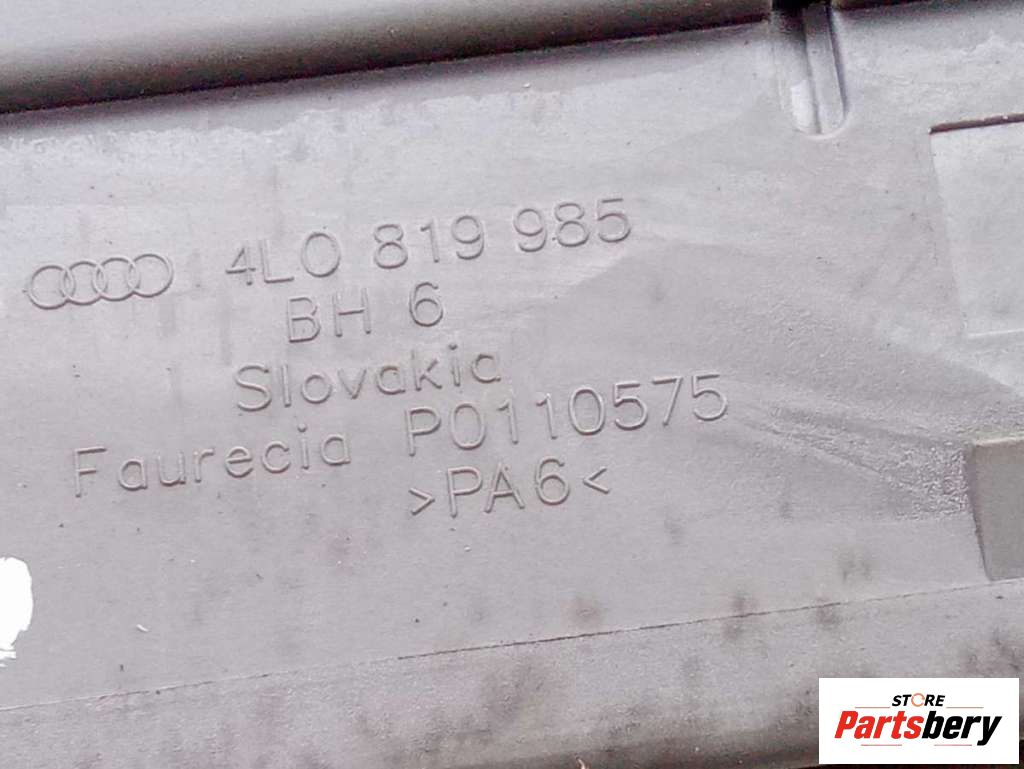 4L0 819 985
BH 6
Slovakia
Faurecia P0110575
>PA6<
STORE
Partsbery